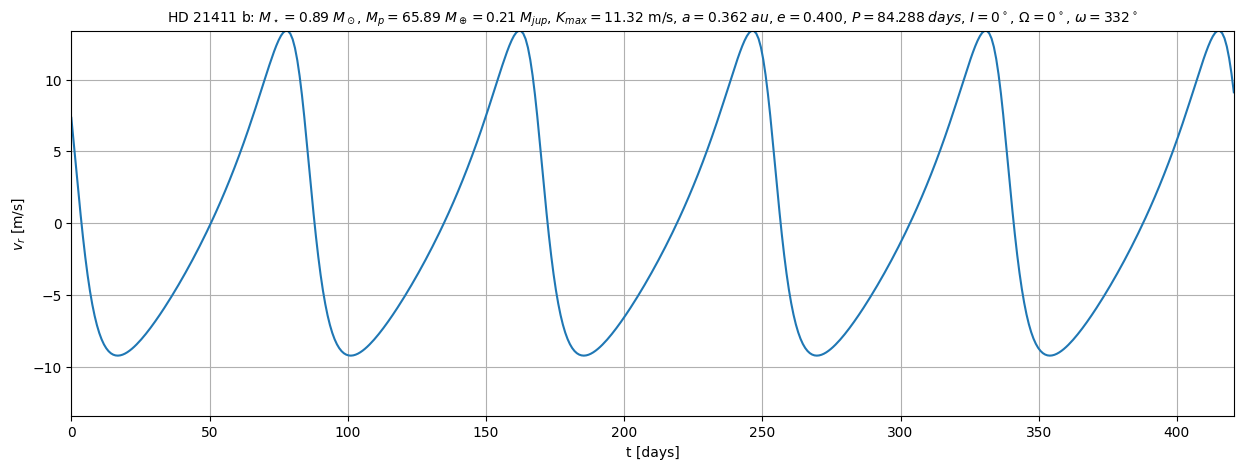 HD 21411 b: M⋆ = 0.89 M⊙, Mp = 65.89 M⊕ = 0.21 Mjup, Kmax = 11.32 m/s, a = 0.362 au, e = 0.400, P = 84.288 days, I = 0°, Ω = 0°, ω = 332°
10
5
0
−5
−10
vr [m/s]
0 50 100 150 200 250 300 350 400
t [days]